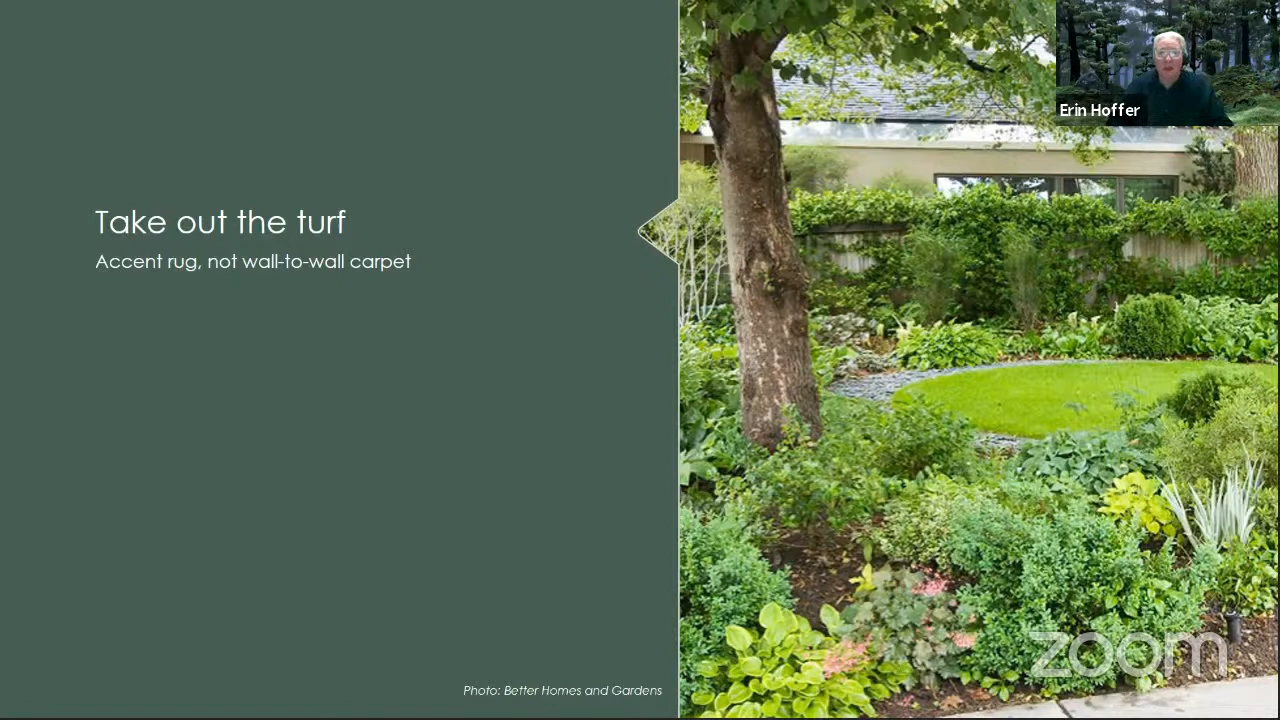 Erin Hoffer
Take out the turf
Accent rug, not wall-to-wall carpet
Photo: Better Homes and Gardens
zoom